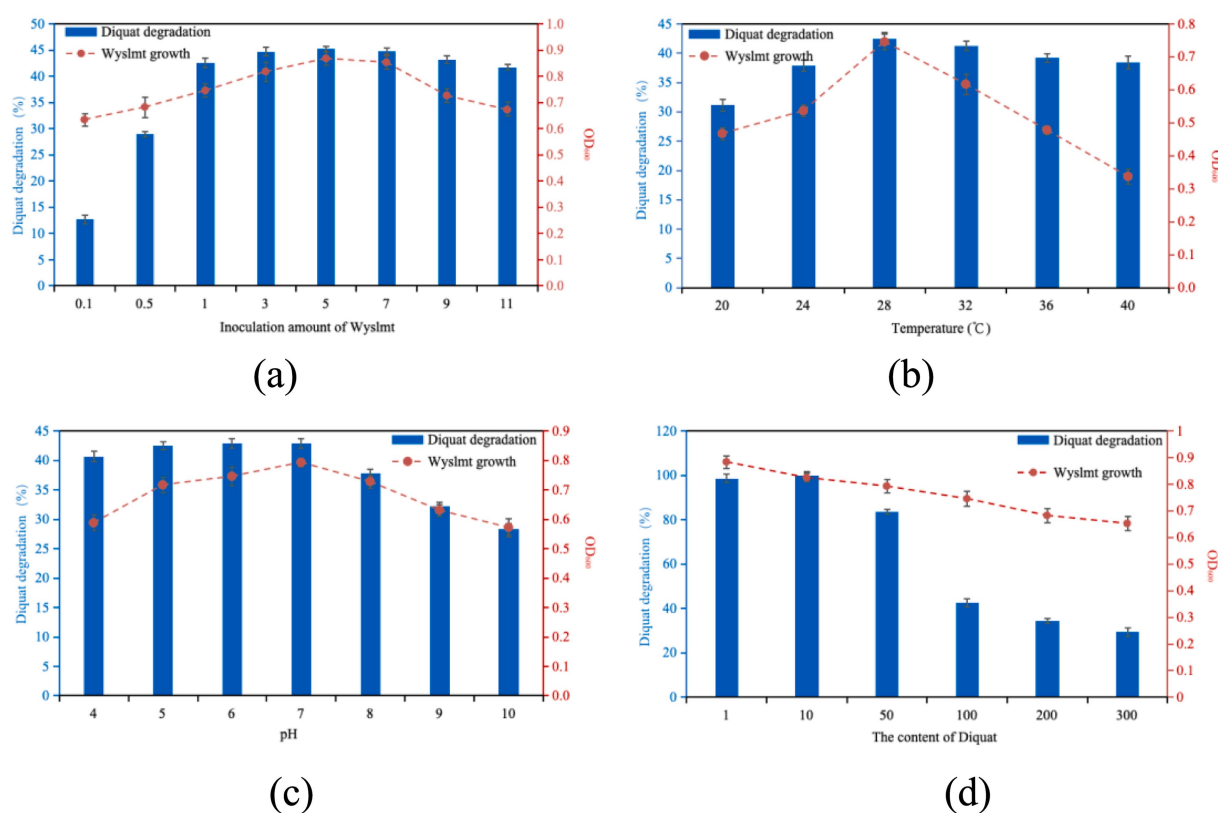 50
45
40
35
30
25
20
15
10
5
0
Diquat degradation (%)
Diquat degradation
Wyslmt growth
1.0
0.9
0.8
0.7
0.6
0.5
0.4
0.3
0.2
0.1
0.0
OD600
0.1 0.5 1 3 5 7 9 11
Inoculation amount of Wyslmt
(a)
45
40
35
30
25
20
15
10
5
0
Diquat degradation (%)
Diquat degradation
Wyslmt growth
0.8
0.7
0.6
0.5
0.4
0.3
0.2
0.1
0.0
OD600
20 24 28 32 36 40
Temperature (℃)
(b)
45
40
35
30
25
20
15
10
5
0
Diquat degradation (%)
Diquat degradation
Wyslmt growth
0.9
0.8
0.7
0.6
0.5
0.4
0.3
0.2
0.1
0.0
OD600
4 5 6 7 8 9 10
pH
(c)
120
100
80
60
40
20
0
Diquat degradation (%)
Diquat degradation
Wyslmt growth
1
0.9
0.8
0.7
0.6
0.5
0.4
0.3
0.2
0.1
0
OD600
1 10 50 100 200 300
The content of Diquat
(d)